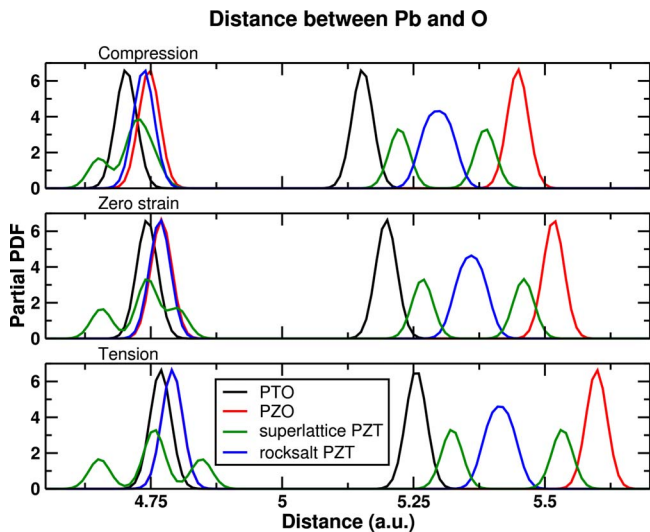 Distance between Pb and O
Compression
6
4
2
0
Zero strain
6
4
2
0
Partial PDF
Tension
6
4
2
0
PTO
PZO
superlattice PZT
rocksalt PZT
4.75 5 5.25 5.5
Distance (a.u.)